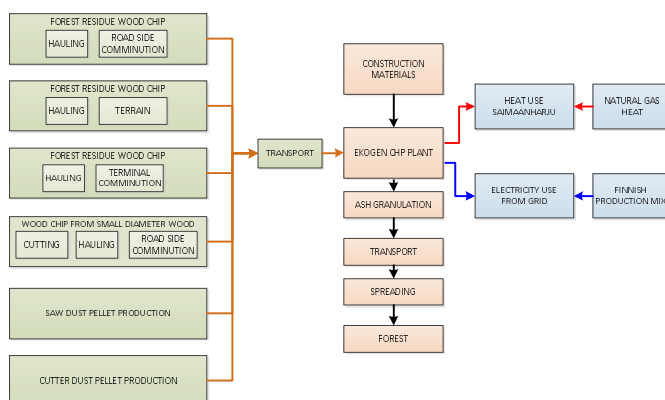 FOREST RESIDUE WOOD CHIP
HAULING
ROAD SIDE
COMMINUTION
FOREST RESIDUE WOOD CHIP
HAULING
TERRAIN
FOREST RESIDUE WOOD CHIP
HAULING
TERMINAL
COMMINUTION
WOOD CHIP FROM SMALL DIAMETER WOOD
CUTTING
HAULING
ROAD SIDE
COMMINUTION
SAW DUST PELLET PRODUCTION
CUTTER DUST PELLET PRODUCTION
TRANSPORT
CONSTRUCTION
MATERIALS
EKOGEN CHP PLANT
ASH GRANULATION
TRANSPORT
SPREADING
FOREST
HEAT USE
SAIMAANHARJU
NATURAL GAS
HEAT
ELECTRICITY USE
FROM GRID
FINNISH
PRODUCTION MIX